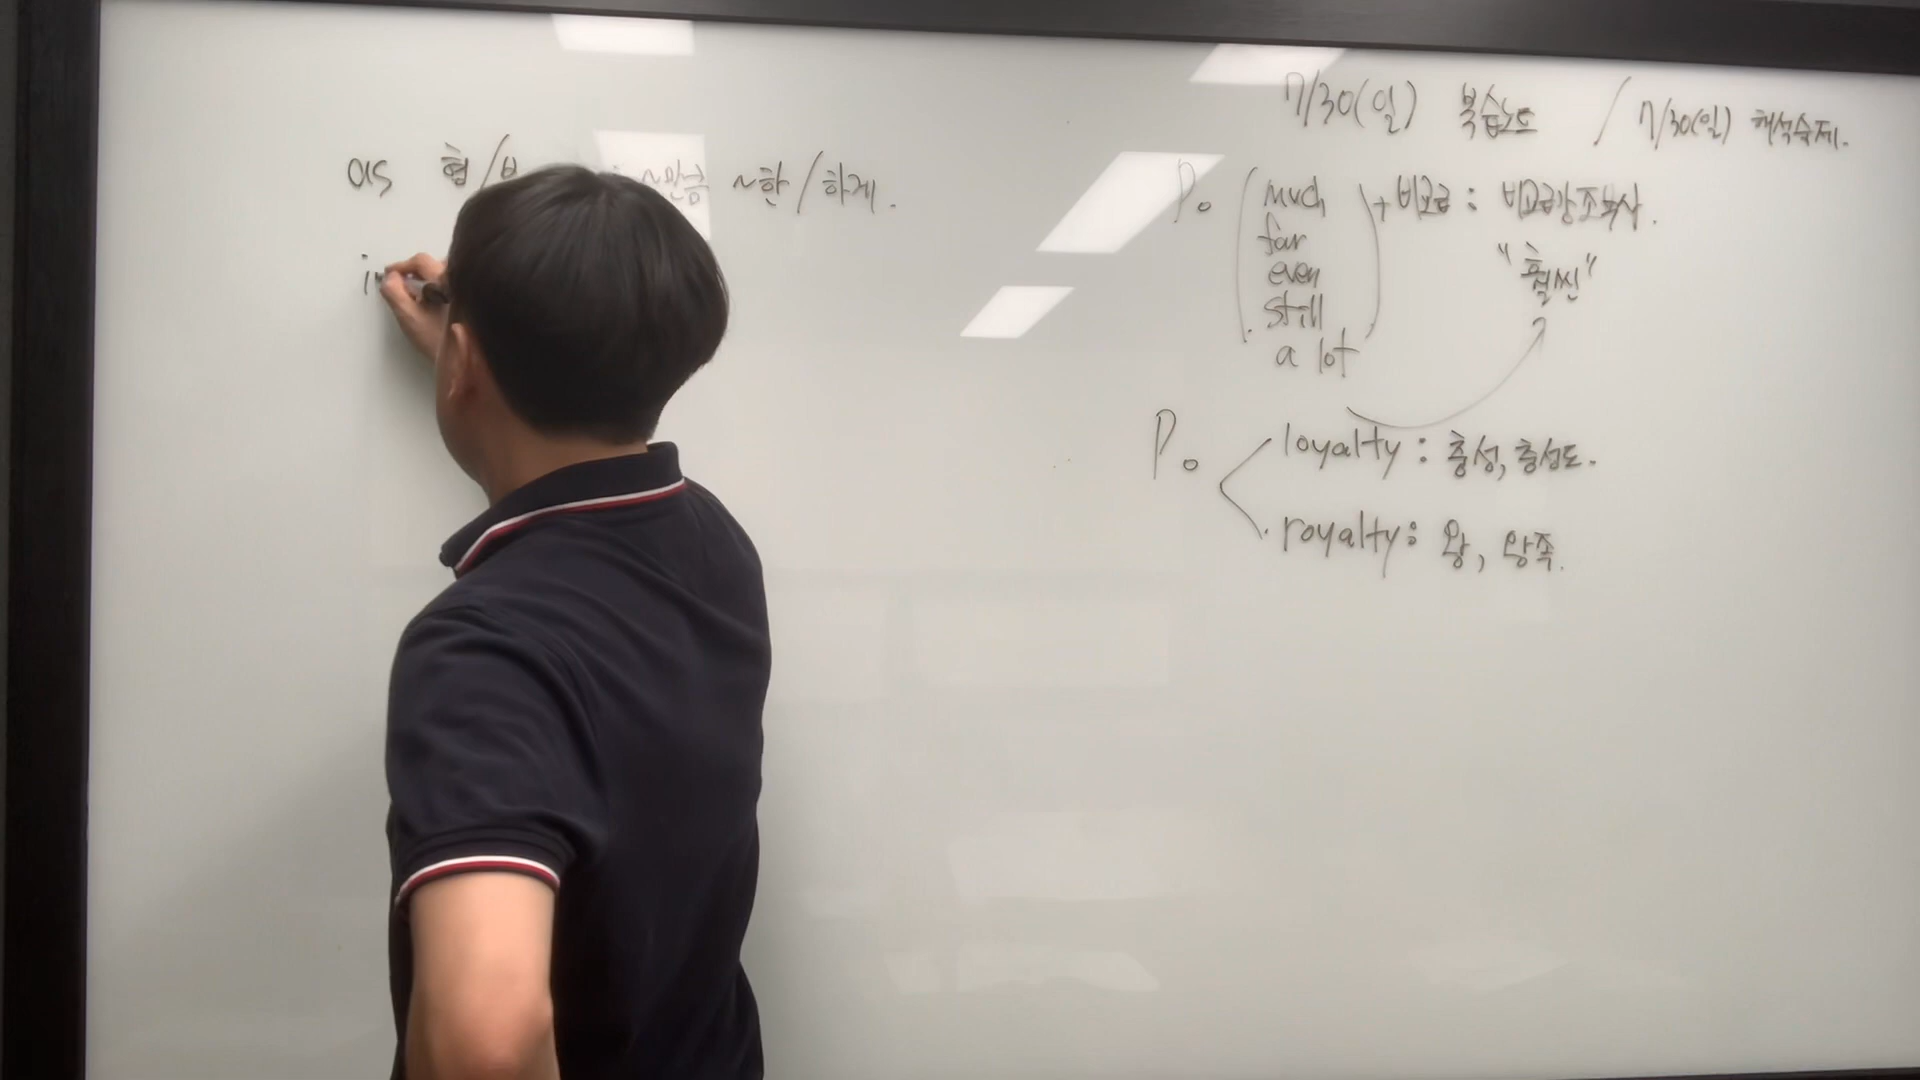 7/30(일) 복습노트 / 7/30(일) 해석숙제.
as 형/부 ~만큼 ~한/하게.
P. (much far even still a lot) + 비교급 : 비교급강조부사.
"훨씬"
P. loyalty : 충성, 충성도.
royalty : 왕, 왕족.